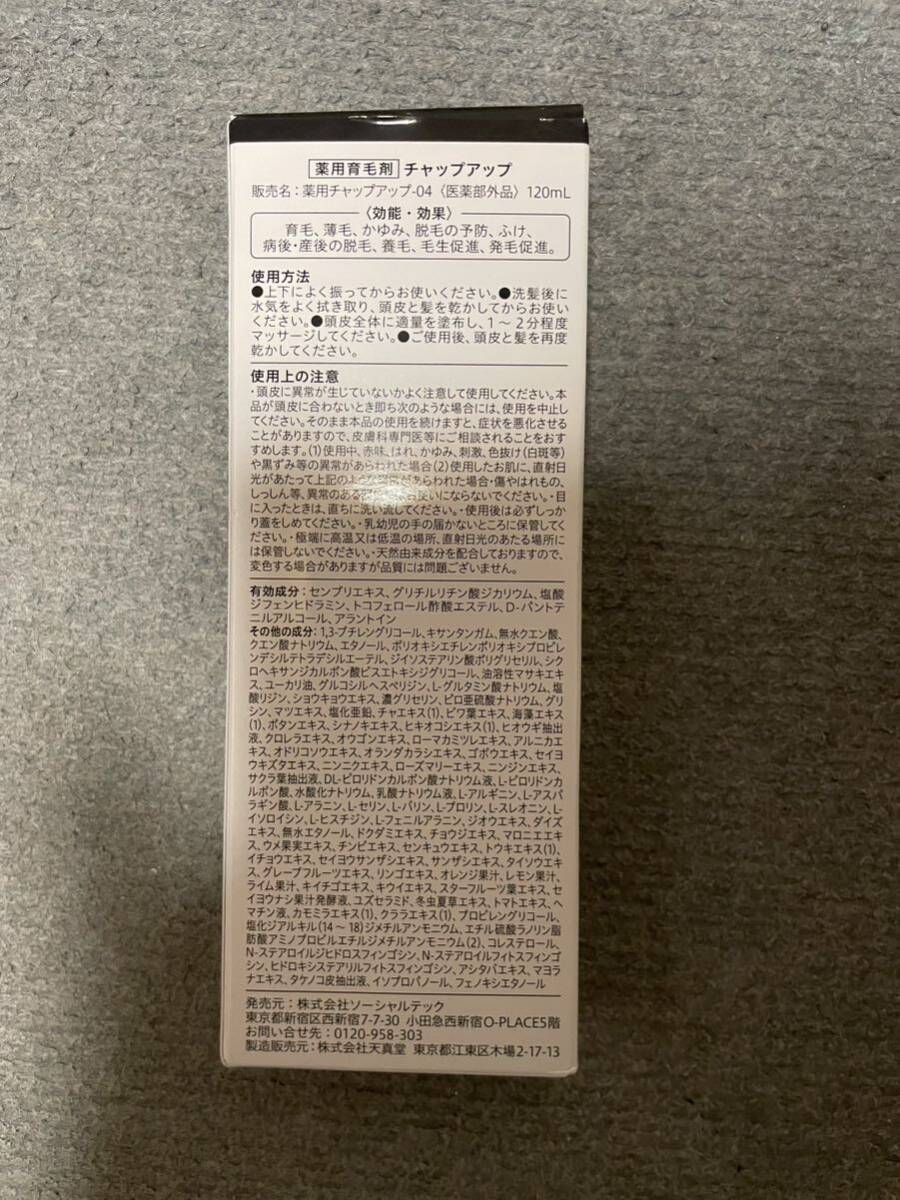 薬用育毛剤 チャップアップ
販売名：薬用チャップアップ-04〈医薬部外品〉120mL
〈効能・効果〉
育毛、薄毛、かゆみ、脱毛の予防、ふけ、
病後・産後の脱毛、養毛、毛生促進、発毛促進。
使用方法
●上下によく振ってからお使いください。●洗髪後に
水気をよく拭き取り、頭皮と髪を乾かしてからお使い
ください。●頭皮全体に適量を塗布し、1～2分程度
マッサージしてください。●ご使用後、頭皮と髪を再度
乾かしてください。
使用上の注意
・頭皮に異常が生じていないかよく注意して使用してください。本
品が頭皮に合わないとき即ち次のような場合には、使用を中止し
てください。そのまま本品の使用を続けますと、症状を悪化させる
ことがありますので、皮膚科専門医等にご相談されることをおす
すめします。(1)使用中、赤味、はれ、かゆみ、刺激、色抜け(白斑等)
や黒ずみ等の異常があらわれた場合(2)使用したお肌に、直射日
光があたって上記のような異常があらわれた場合・傷やはれもの、
しっしん等、異常のある お使いにならないでください。・目
に入ったときは、直ちに洗い流してください。・使用後は必ずしっか
り蓋をしめてください。・乳幼児の手の届かないところに保管してく
ださい。・極端に高温又は低温の場所、直射日光のあたる場所に
は保管しないでください。・天然由来成分を配合しておりますので、
変色する場合がありますが品質には問題ございません。
有効成分：センブリエキス、グリチルリチン酸ジカリウム、塩酸
ジフェンヒドラミン、トコフェロール酢酸エステル、D-パントテ
ニルアルコール、アラントイン
その他の成分：1,3-ブチレングリコール、キサンタンガム、無水クエン酸、
クエン酸ナトリウム、エタノール、ポリオキシエチレンポリオキシプロピレ
ンデシルテトラデシルエーテル、ジイソステアリン酸ポリグリセリル、シク
ロヘキサンジカルボン酸ビスエトキシジグリコール、油溶性マサキエキ
ス、ユーカリ油、グルコシルヘスペリジン、L-グルタミン酸ナトリウム、塩
酸リジン、ショウキョウエキス、濃グリセリン、ピロ亜硫酸ナトリウム、グリ
シン、マツエキス、塩化亜鉛、チャエキス(1)、ビワ葉エキス、海藻エキス
(1)、ボタンエキス、シナノキエキス、ヒキオコシエキス(1)、ヒオウギ抽出
液、クロレラエキス、オウゴンエキス、ローマカミツレエキス、アルニカエ
キス、オドリコソウエキス、オランダカラシエキス、ゴボウエキス、セイヨ
ウキズタエキス、ニンニクエキス、ローズマリーエキス、ニンジンエキス、
サクラ葉抽出液、DL-ピロリドンカルボン酸ナトリウム液、L-ピロリドンカ
ルボン酸、水酸化ナトリウム、乳酸ナトリウム液、L-アルギニン、L-アスパ
ラギン酸、L-アラニン、L-セリン、L-バリン、L-プロリン、L-スレオニン、L-
イソロイシン、L-ヒスチジン、L-フェニルアラニン、ジオウエキス、ダイズ
エキス、無水エタノール、ドクダミエキス、チョウジエキス、マロニエエキ
ス、ウメ果実エキス、チンピエキス、センキュウエキス、トウキエキス(1)、
イチョウエキス、セイヨウサンザシエキス、サンザシエキス、タイソウエキ
ス、グレープフルーツエキス、リンゴエキス、オレンジ果汁、レモン果汁、
ライム果汁、キイチゴエキス、キウイエキス、スターフルーツ葉エキス、セ
イヨウナシ果汁発酵液、ユズセラミド、冬虫夏草エキス、トマトエキス、ヘ
マチン液、カモミラエキス(1)、クララエキス(1)、プロピレングリコール、
塩化ジアルキル(14～18)ジメチルアンモニウム、エチル硫酸ラノリン脂
肪酸アミノプロピルエチルジメチルアンモニウム(2)、コレステロール、
N-ステアロイルジヒドロスフィンゴシン、N-ステアロイルフィトスフィンゴ
シン、ヒドロキシステアリルフィトスフィンゴシン、アシタバエキス、マヨラ
ナエキス、タケノコ皮抽出液、イソプロパノール、フェノキシエタノール
発売元：株式会社ソーシャルテック
東京都新宿区西新宿7-7-30 小田急西新宿O-PLACE5階
お問い合せ先：0120-958-303
製造販売元：株式会社天真堂 東京都江東区木場2-17-13